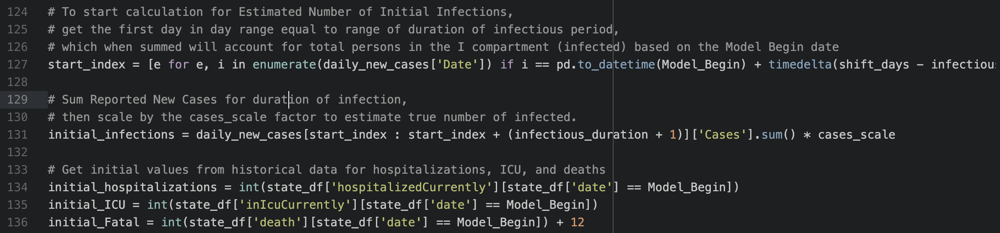 124 # To start calculation for Estimated Number of Initial Infections,
125 # get the first day in day range equal to range of duration of infectious period,
126 # which when summed will account for total persons in the I compartment (infected) based on the Model Begin date
127 start_index = [e for e, i in enumerate(daily_new_cases['Date']) if i == pd.to_datetime(Model_Begin) + timedelta(shift_days - infectiou
128
129 # Sum Reported New Cases for duration of infection,
130 # then scale by the cases_scale factor to estimate true number of infected.
131 initial_infections = daily_new_cases[start_index : start_index + (infectious_duration + 1)]['Cases'].sum() * cases_scale
132
133 # Get initial values from historical data for hospitalizations, ICU, and deaths
134 initial_hospitalizations = int(state_df['hospitalizedCurrently'][state_df['date'] == Model_Begin])
135 initial_ICU = int(state_df['inIcuCurrently'][state_df['date'] == Model_Begin])
136 initial_Fatal = int(state_df['death'][state_df['date'] == Model_Begin]) + 12